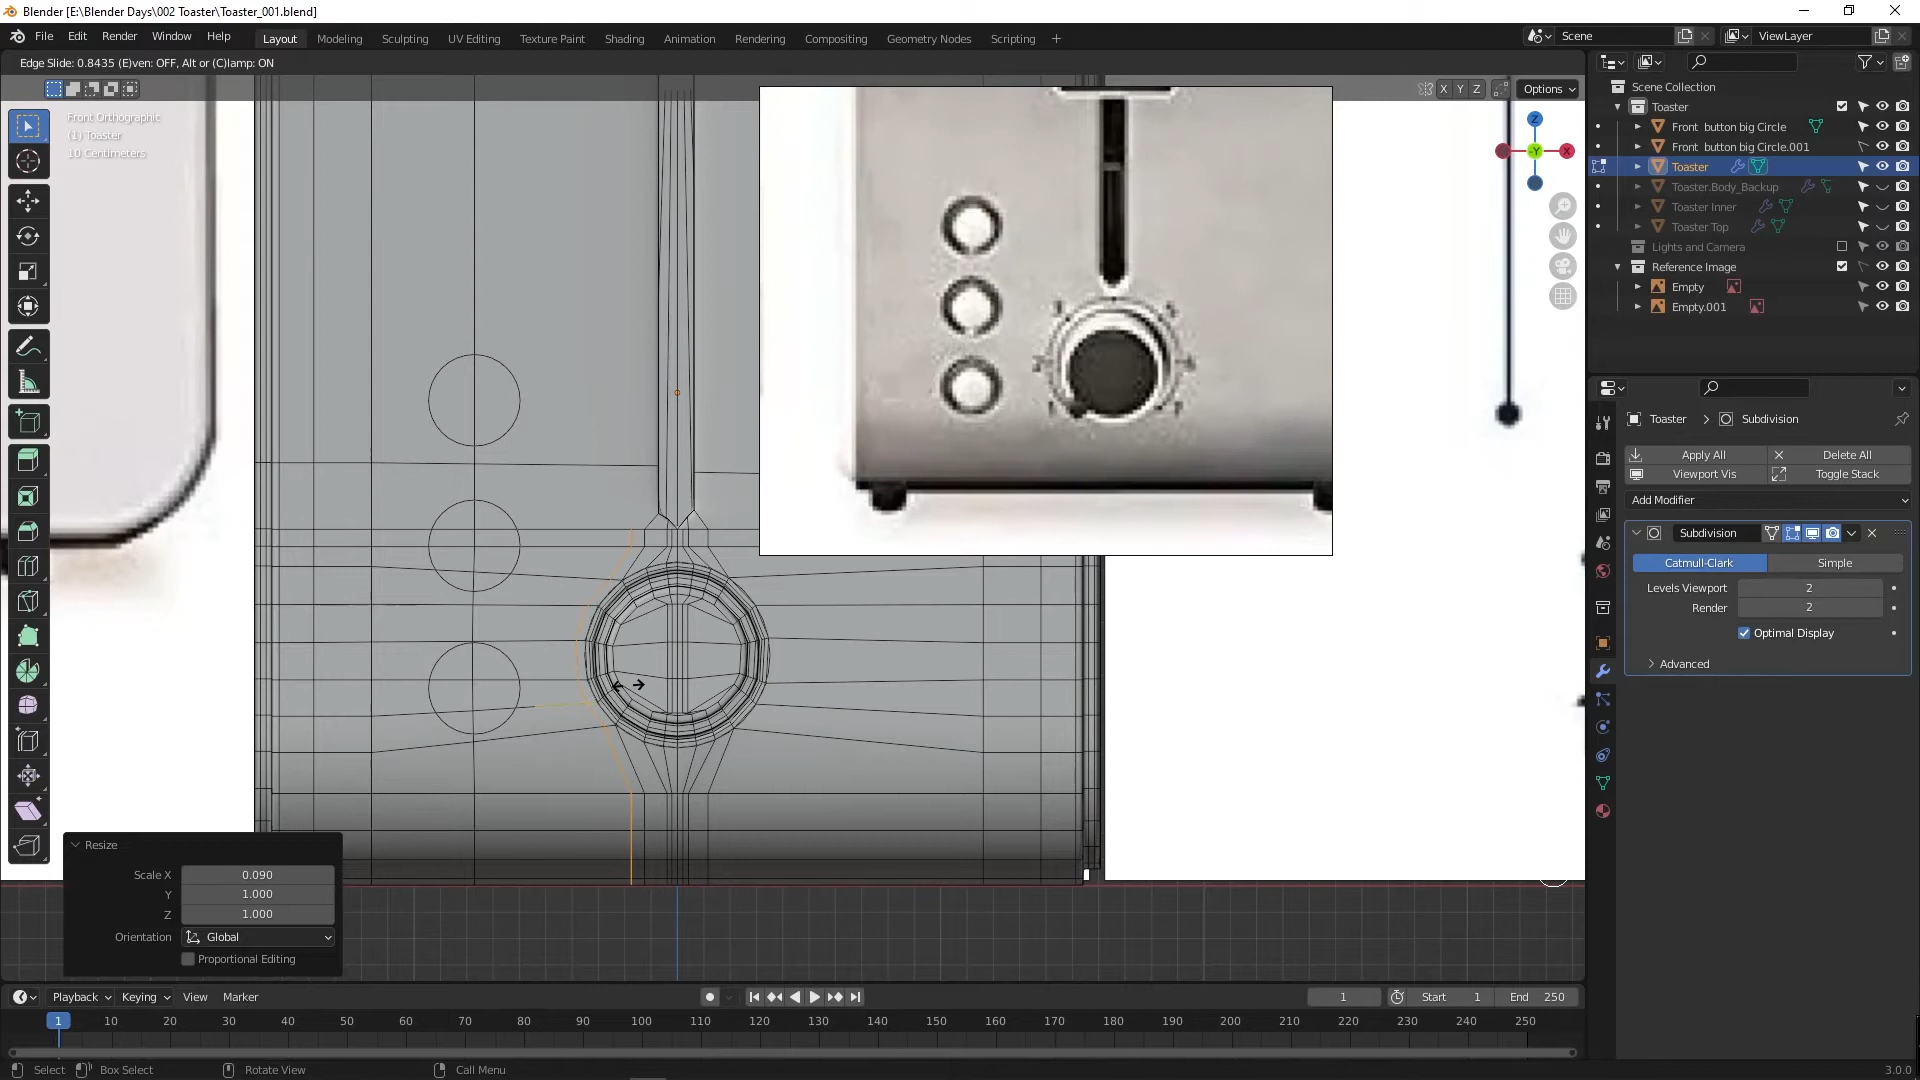 Blender [E:\Blender Days\002 Toaster\Toaster_001.blend]
File Edit Render Window Help
Layout Modeling Sculpting UV Editing Texture Paint Shading Animation Rendering Compositing Geometry Nodes Scripting +
Scene
ViewLayer
Edge Slide: 0.8435 (E)ven: OFF, Alt or (C)lamp: ON
X Y Z Options
Front Orthographic
(1) Toaster
10 Centimeters
Z
-Y X
Scene Collection
Toaster
Front button big Circle
Front button big Circle.001
Toaster
Toaster.Body_Backup
Toaster Inner
Toaster Top
Lights and Camera
Reference Image
Empty
Empty.001
Toaster > Subdivision
Apply All Delete All
Viewport Vis Toggle Stack
Add Modifier
Subdivision
Catmull-Clark Simple
Levels Viewport 2
Render 2
Optimal Display
Advanced
Resize
Scale X 0.090
Y 1.000
Z 1.000
Orientation Global
Proportional Editing
Playback Keying View Marker
1 Start 1 End 250
1 10 20 30 40 50 60 70 80 90 100 110 120 130 140 150 160 170 180 190 200 210 220 230 240 250
Select Box Select Rotate View Call Menu
3.0.0